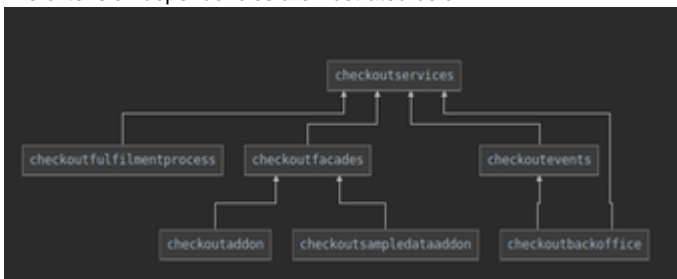 checkoutservices
checkoutfulfilmentprocess
checkoutfacades
checkoutevents
checkoutaddon
checkoutsampledataaddon
checkoutbackoffice